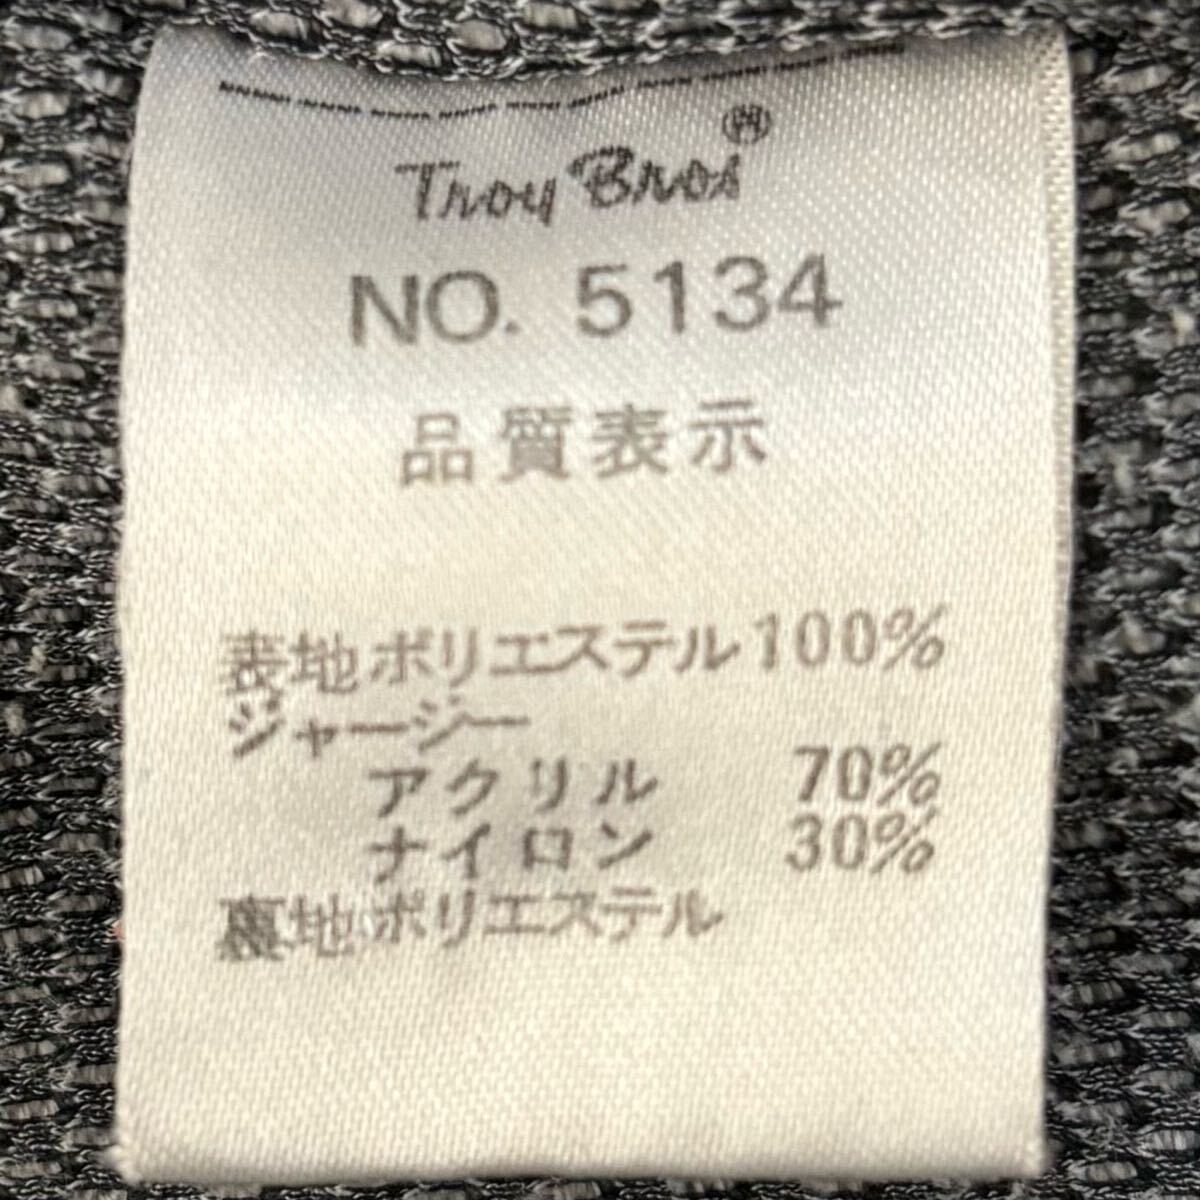 Troy Bros®
NO. 5134
品質表示
表地ポリエステル100%
ジャージー
アクリル 70%
ナイロン 30%
裏地ポリエステル